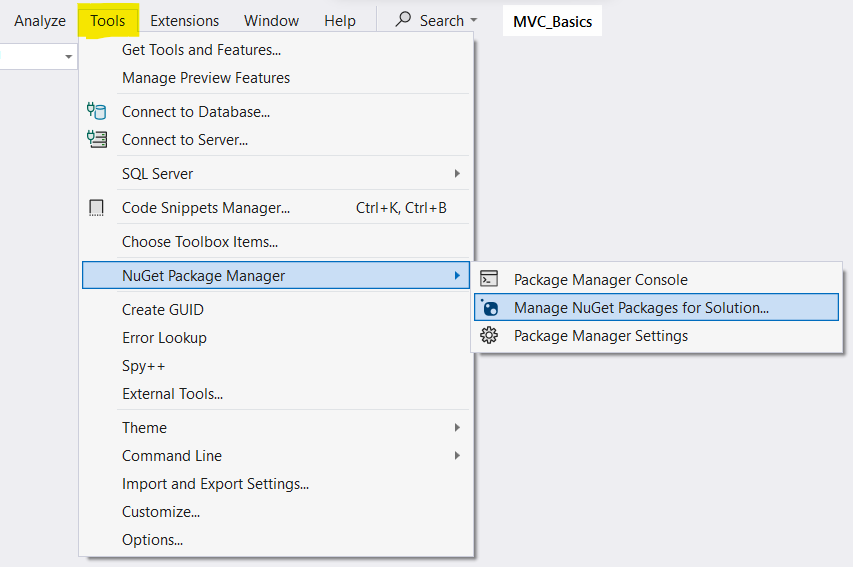 Analyze Tools Extensions Window Help Search MVC_Basics
Get Tools and Features...
Manage Preview Features
Connect to Database...
Connect to Server...
SQL Server
Code Snippets Manager... Ctrl+K, Ctrl+B
Choose Toolbox Items...
NuGet Package Manager
Package Manager Console
Manage NuGet Packages for Solution...
Package Manager Settings
Create GUID
Error Lookup
Spy++
External Tools...
Theme
Command Line
Import and Export Settings...
Customize...
Options...